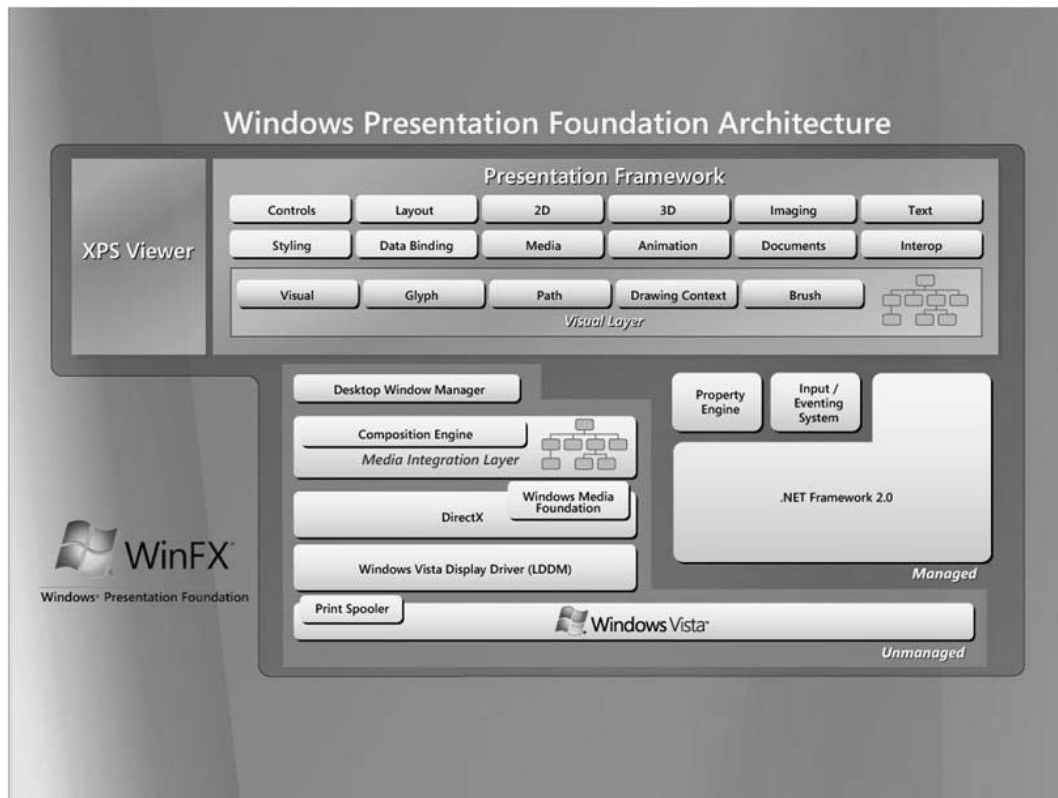 Windows Presentation Foundation Architecture
XPS Viewer
Presentation Framework
Controls
Layout
2D
3D
Imaging
Text
Styling
Data Binding
Media
Animation
Documents
Interop
Visual
Glyph
Path
Drawing Context
Brush
Visual Layer
Desktop Window Manager
Composition Engine
Media Integration Layer
Windows Media
Foundation
DirectX
Windows Vista Display Driver (LDDM)
Print Spooler
Windows Vista™
Unmanaged
Property
Engine
Input /
Eventing
System
.NET Framework 2.0
Managed
WinFX™
Windows® Presentation Foundation